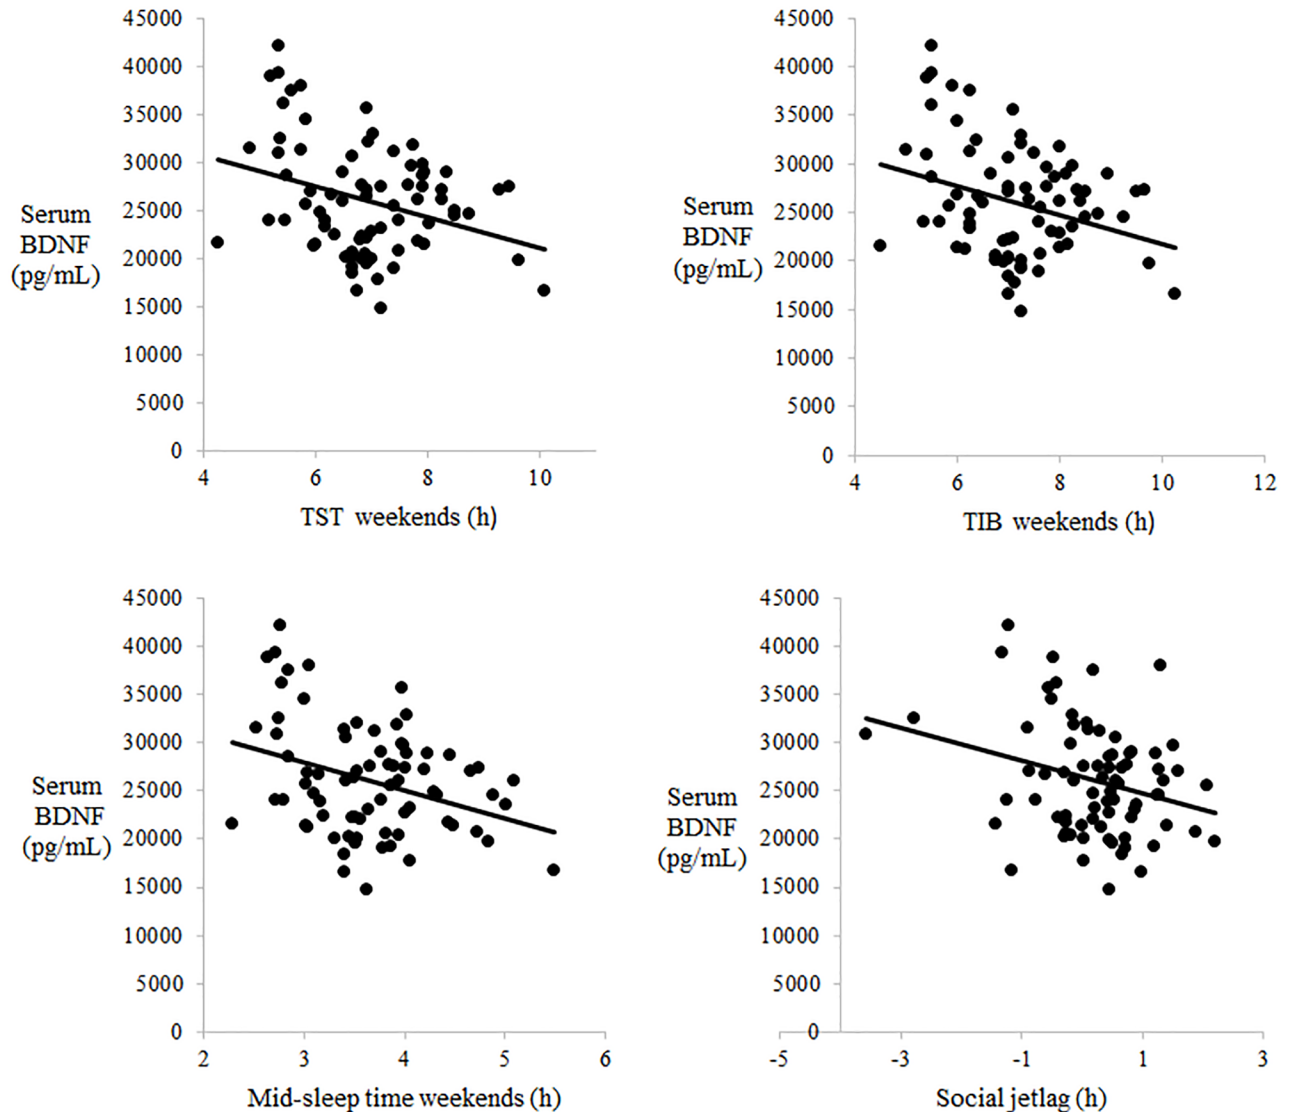 45000
40000
35000
30000
25000
20000
15000
10000
5000
0
Serum
BDNF
(pg/mL)
4 6 8 10
TST weekends (h)
45000
40000
35000
30000
25000
20000
15000
10000
5000
0
Serum
BDNF
(pg/mL)
4 6 8 10 12
TIB weekends (h)
45000
40000
35000
30000
25000
20000
15000
10000
5000
0
Serum
BDNF
(pg/mL)
2 3 4 5 6
Mid-sleep time weekends (h)
45000
40000
35000
30000
25000
20000
15000
10000
5000
0
Serum
BDNF
(pg/mL)
-5 -3 -1 1 3
Social jetlag (h)